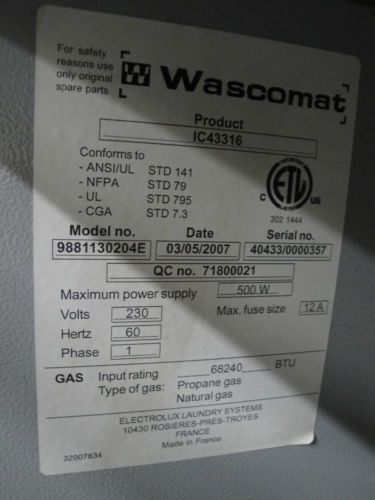 For safety
reasons use
only original
spare parts.
W Wascomat
Product
IC43316
Conforms to
- ANSI/UL STD 141
- NFPA STD 79
- UL STD 795
- CGA STD 7.3
C ETL US
INTERTEK
302 1444
Model no. Date Serial no.
9881130204E 03/05/2007 40433/0000357
QC no. 71800021
Maximum power supply 500 W
Volts 230 Max. fuse size 12 A
Hertz 60
Phase 1
GAS Input rating 68240 BTU
Type of gas: Propane gas
Natural gas
ELECTROLUX LAUNDRY SYSTEMS
10430 ROSIERES-PRES-TROYES
FRANCE
Made in France
32007834